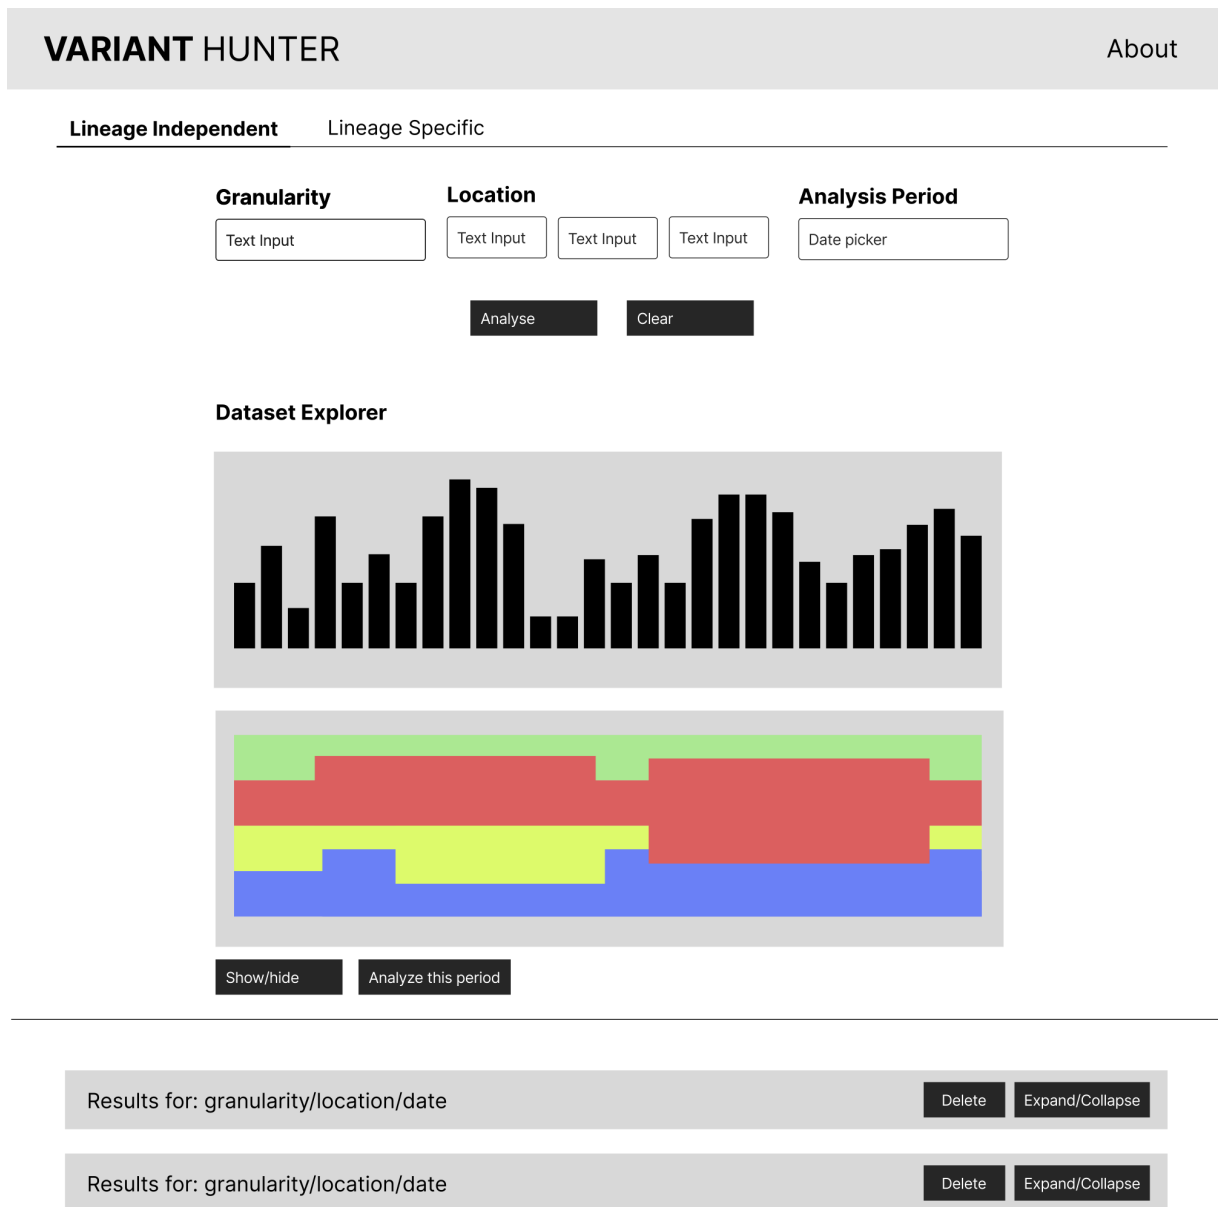 VARIANT HUNTER
About
Lineage Independent
Lineage Specific
Granularity
Location
Analysis Period
Text Input
Text Input
Text Input
Text Input
Date picker
Analyse
Clear
Dataset Explorer
Show/hide
Analyze this period
Results for: granularity/location/date
Delete
Expand/Collapse
Results for: granularity/location/date
Delete
Expand/Collapse